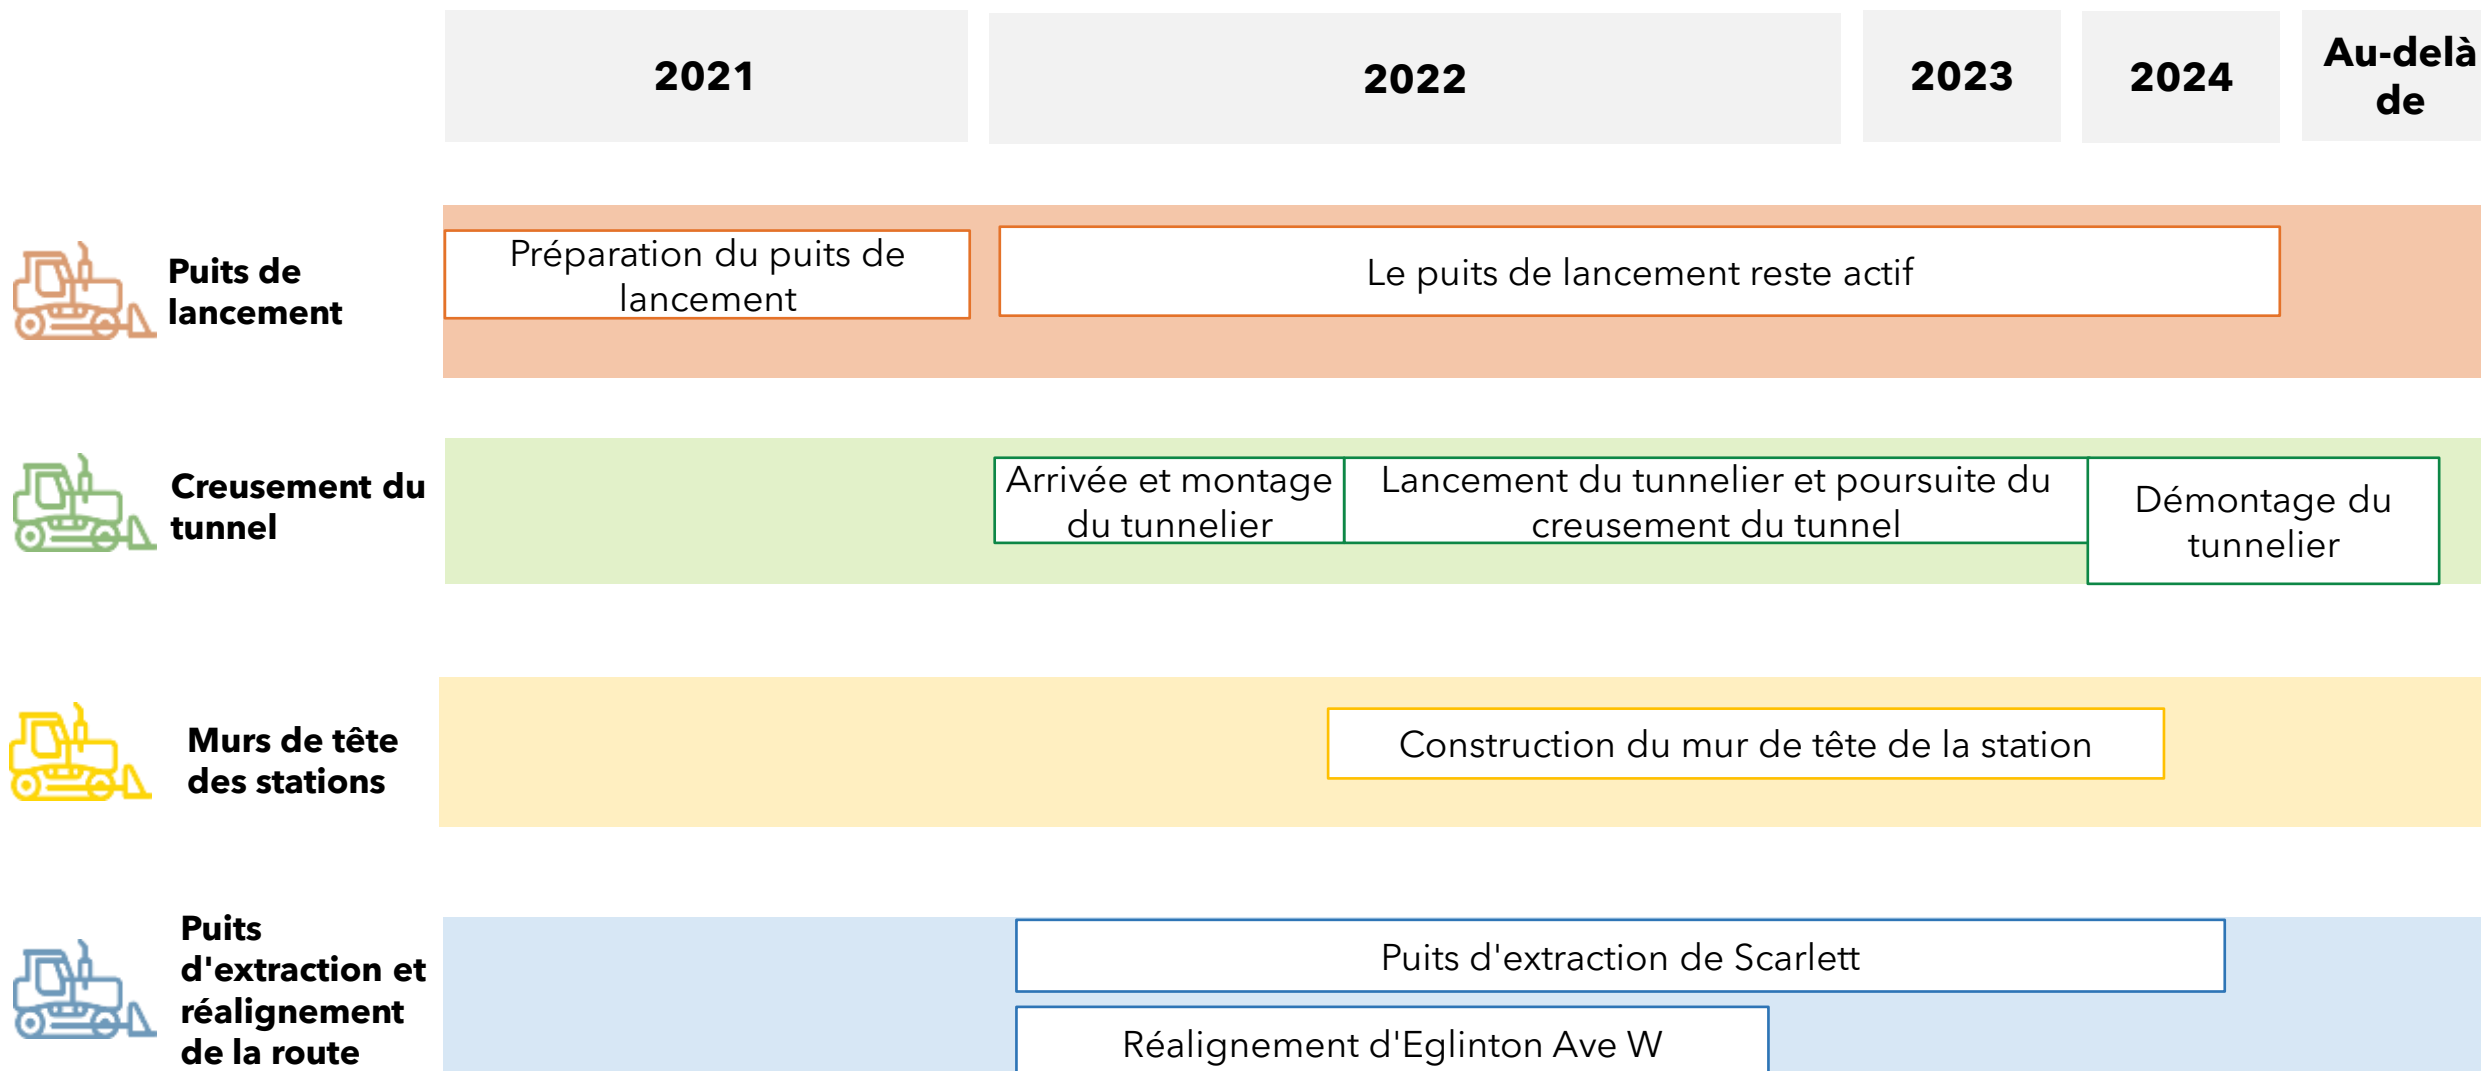 2021
2022
2023
2024
Au-delà
de
Puits de
lancement
Préparation du puits de
lancement
Le puits de lancement reste actif
Creusement du
tunnel
Arrivée et montage
du tunnelier
Lancement du tunnelier et poursuite du
creusement du tunnel
Démontage du
tunnelier
Murs de tête
des stations
Construction du mur de tête de la station
Puits
d'extraction et
réalignement
de la route
Puits d'extraction de Scarlett
Réalignement d'Eglinton Ave W